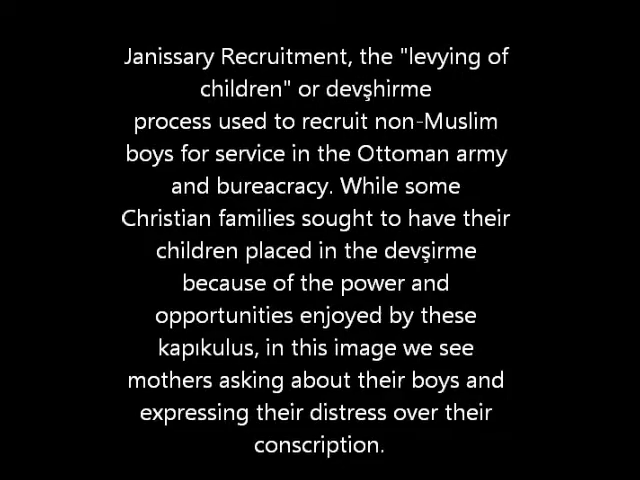 Janissary Recruitment, the "levying of
children" or devşhirme
process used to recruit non-Muslim
boys for service in the Ottoman army
and bureacracy. While some
Christian families sought to have their
children placed in the devşirme
because of the power and
opportunities enjoyed by these
kapıkulus, in this image we see
mothers asking about their boys and
expressing their distress over their
conscription.